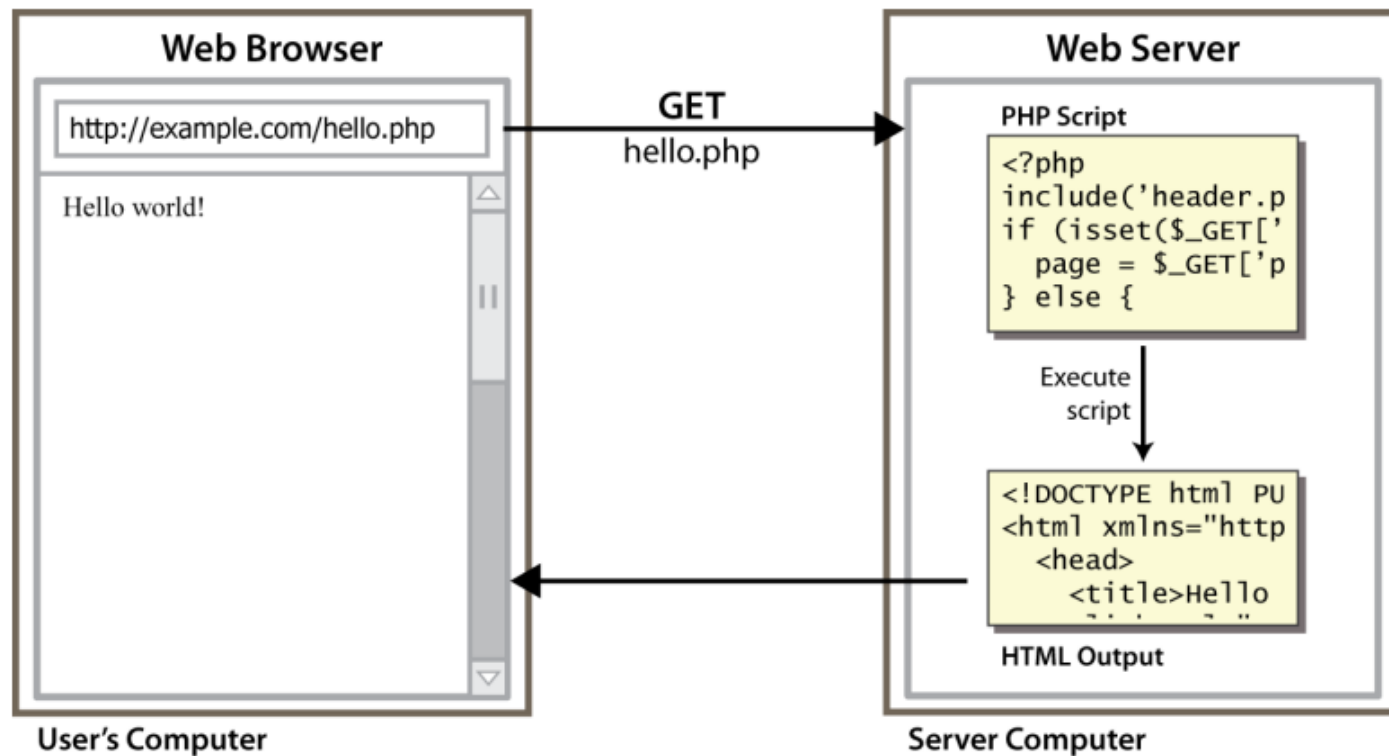 Web Browser
http://example.com/hello.php
Hello world!
User's Computer
GET
hello.php
Web Server
PHP Script
<?php
include('header.p
if (isset($_GET['
page = $_GET['p
} else {
Execute
script
<!DOCTYPE html PU
<html xmlns="http
<head>
<title>Hello
HTML Output
Server Computer